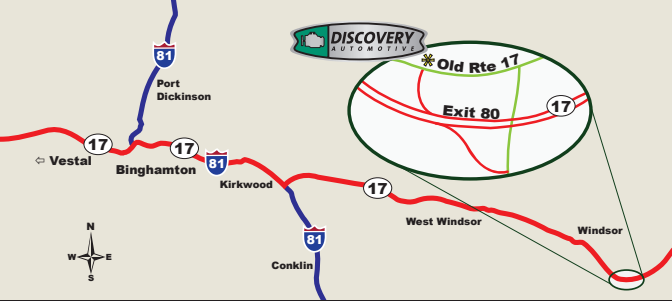 81
DISCOVERY
AUTOMOTIVE
Old Rte 17
Port
Dickinson
Exit 80
17
17
17
Vestal
Binghamton
81
Kirkwood
17
West Windsor
Windsor
N
W E
S
81
Conklin